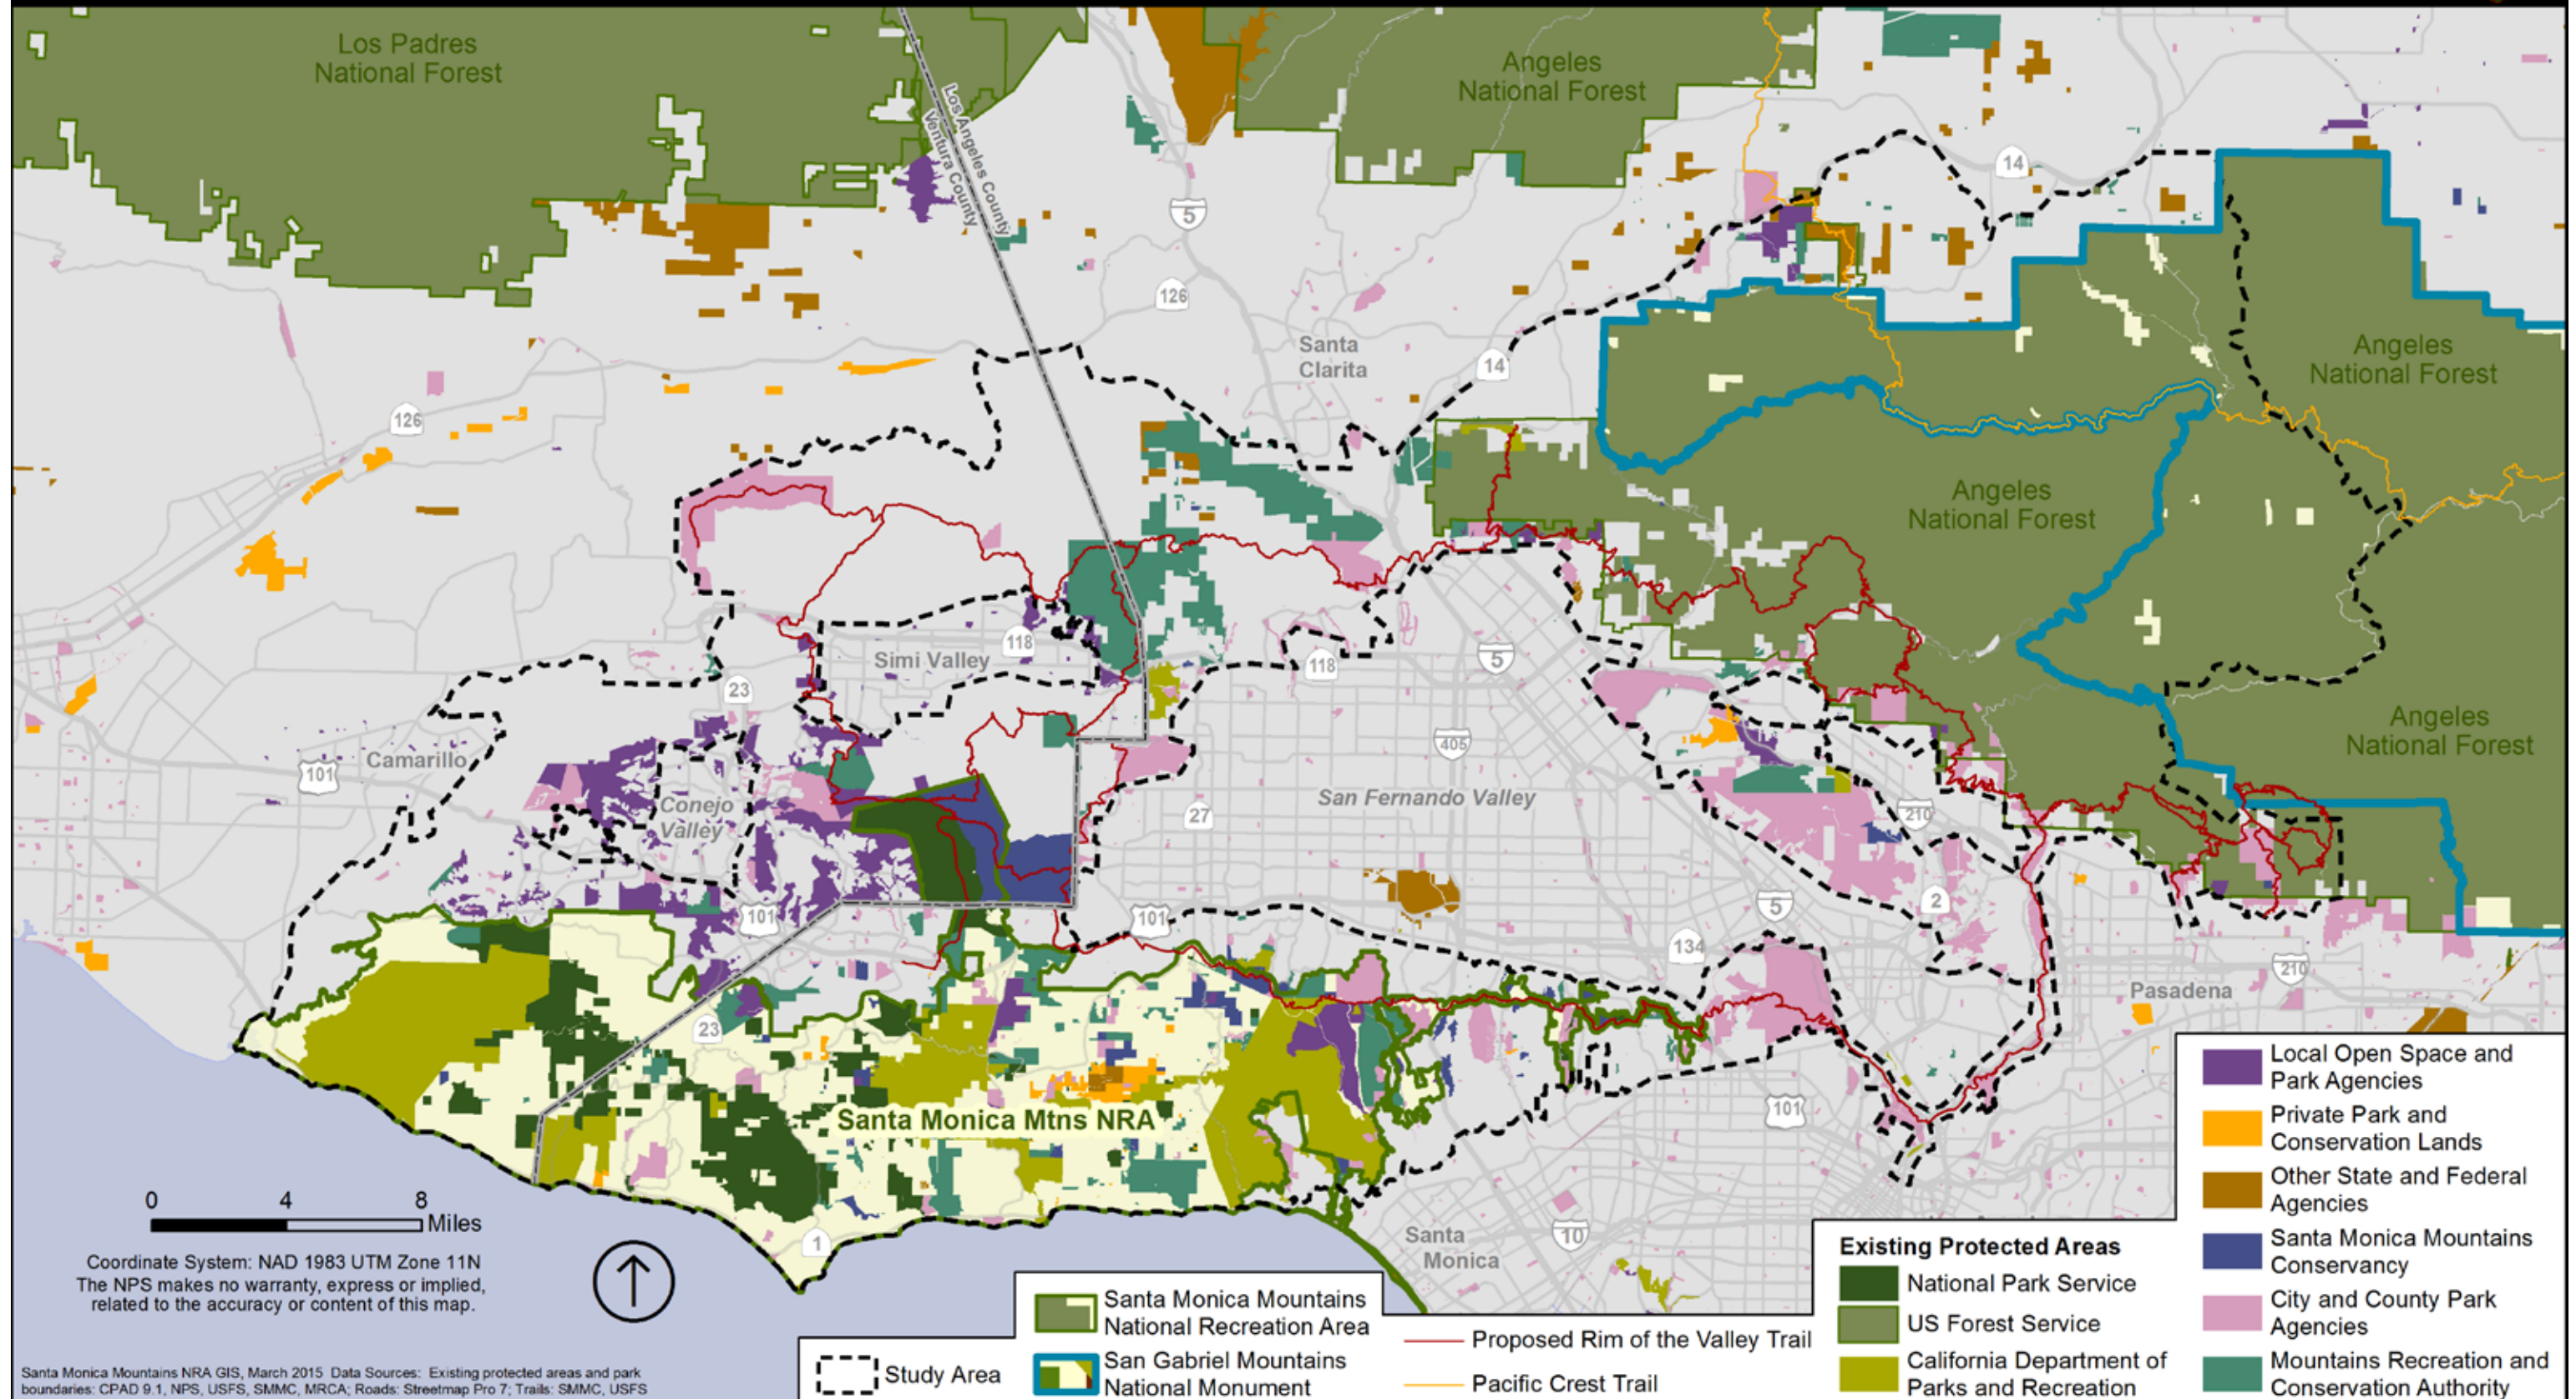 Los Padres
National Forest
Angeles
National Forest
Los Angeles County
Ventura County
14
5
126
Santa
Clarita
14
Angeles
National Forest
126
Angeles
National Forest
118
Simi Valley
118
5
23
Angeles
National Forest
Camarillo
101
405
Conejo
Valley
San Fernando Valley
27
210
101
101
5
2
134
210
Pasadena
23
Santa Monica Mtns NRA
101
1
Santa
Monica
10
0 4 8
Miles
Coordinate System: NAD 1983 UTM Zone 11N
The NPS makes no warranty, express or implied,
related to the accuracy or content of this map.
Santa Monica Mountains NRA GIS, March 2015 Data Sources: Existing protected areas and park
boundaries: CPAD 9.1, NPS, USFS, SMMC, MRCA; Roads: Streetmap Pro 7; Trails: SMMC, USFS
Study Area
Santa Monica Mountains
National Recreation Area
San Gabriel Mountains
National Monument
Proposed Rim of the Valley Trail
Pacific Crest Trail
Existing Protected Areas
National Park Service
US Forest Service
California Department of
Parks and Recreation
Local Open Space and
Park Agencies
Private Park and
Conservation Lands
Other State and Federal
Agencies
Santa Monica Mountains
Conservancy
City and County Park
Agencies
Mountains Recreation and
Conservation Authority